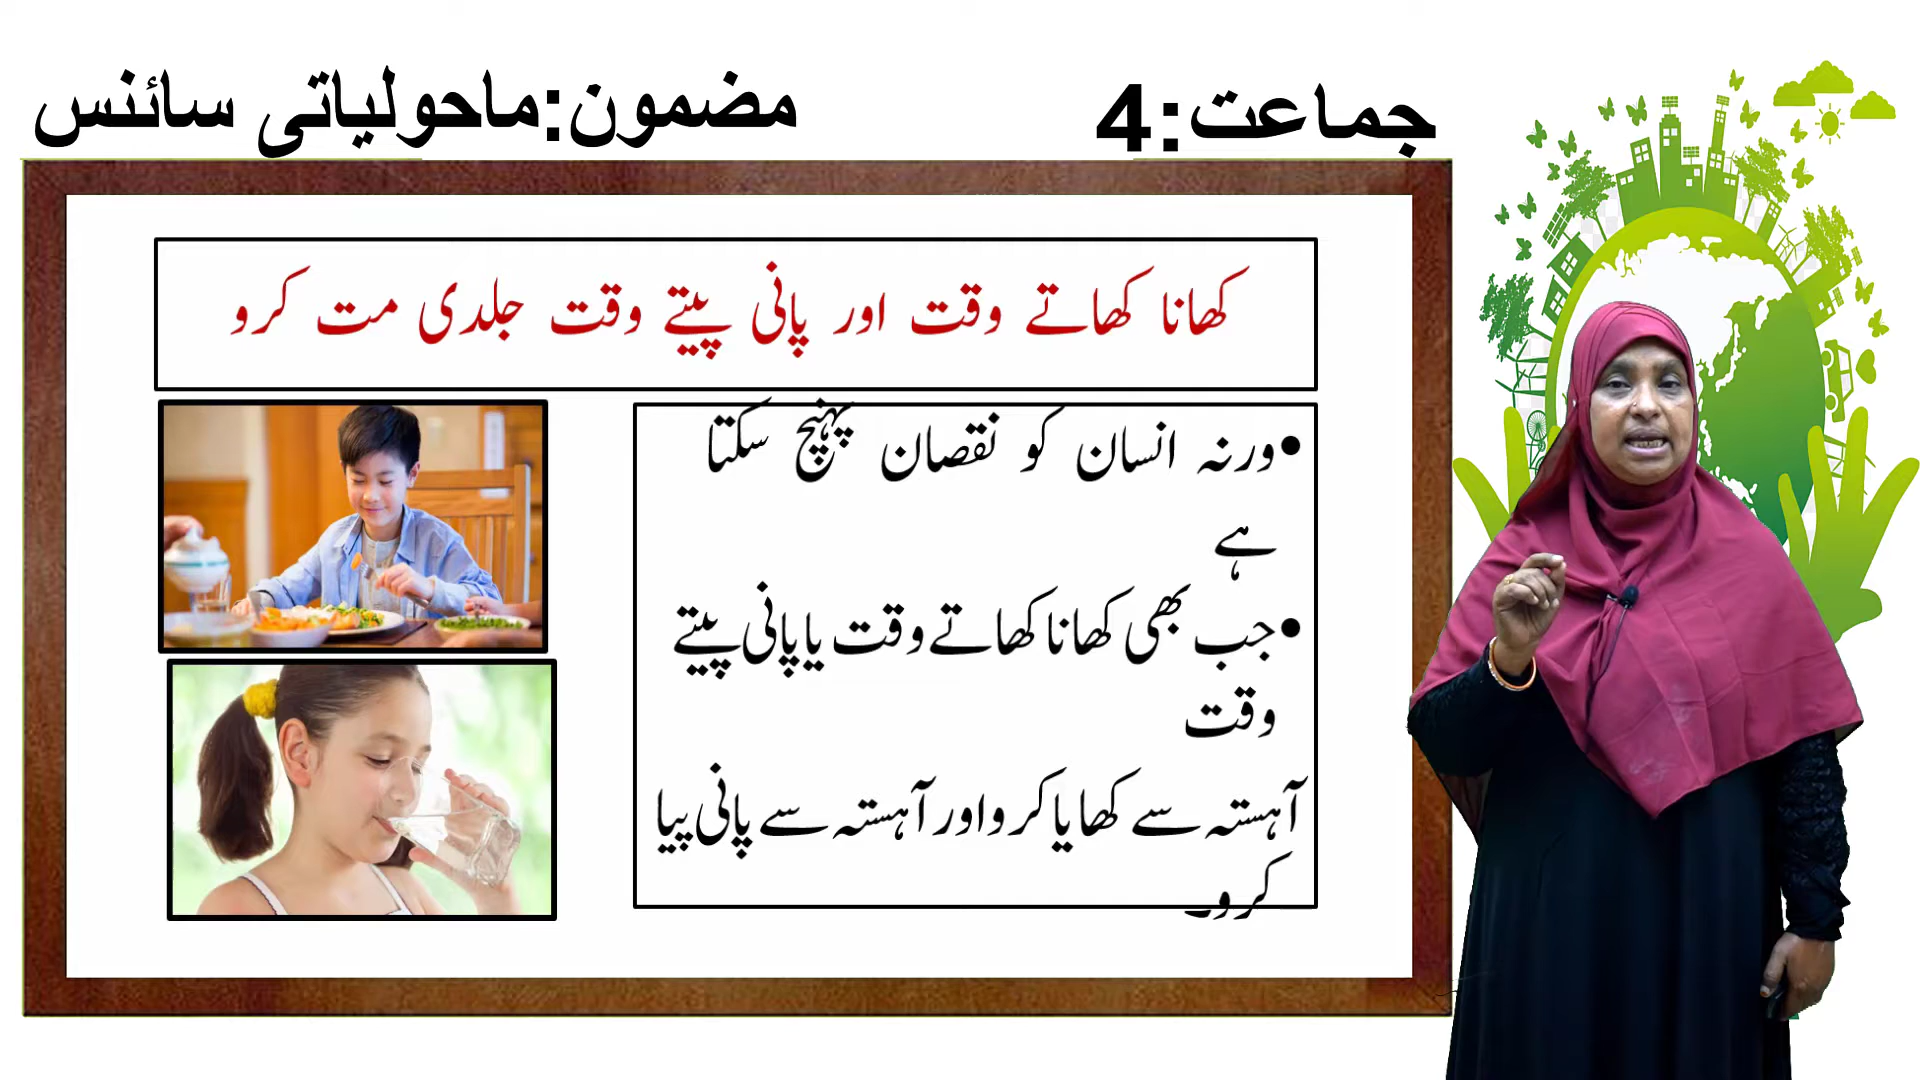 جماعت:4
مضمون:ماحولیاتی سائنس
کھانا کھاتے وقت اور پانی پیتے وقت جلدی مت کرو
•ورنہ انسان کو نقصان پہنچ سکتا
ہے
•جب بھی کھانا کھاتے وقت یا پانی پیتے
وقت
آہستہ سے کھایا کرو اور آہستہ سے پانی پیا
کرو۔